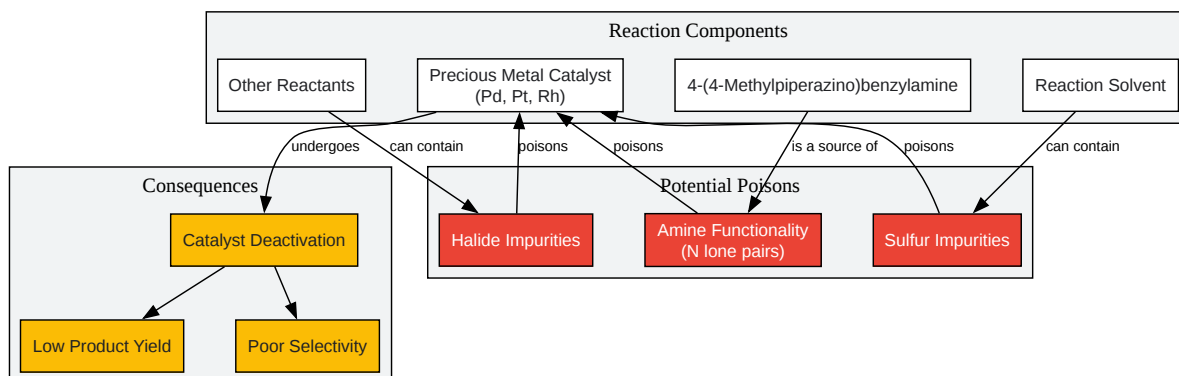 Reaction Components
Other Reactants
Precious Metal Catalyst
(Pd, Pt, Rh)
4-(4-Methylpiperazino)benzylamine
Reaction Solvent
undergoes
can contain
poisons
poisons
is a source of
poisons
can contain
Consequences
Potential Poisons
Catalyst Deactivation
Halide Impurities
Amine Functionality
(N lone pairs)
Sulfur Impurities
Low Product Yield
Poor Selectivity